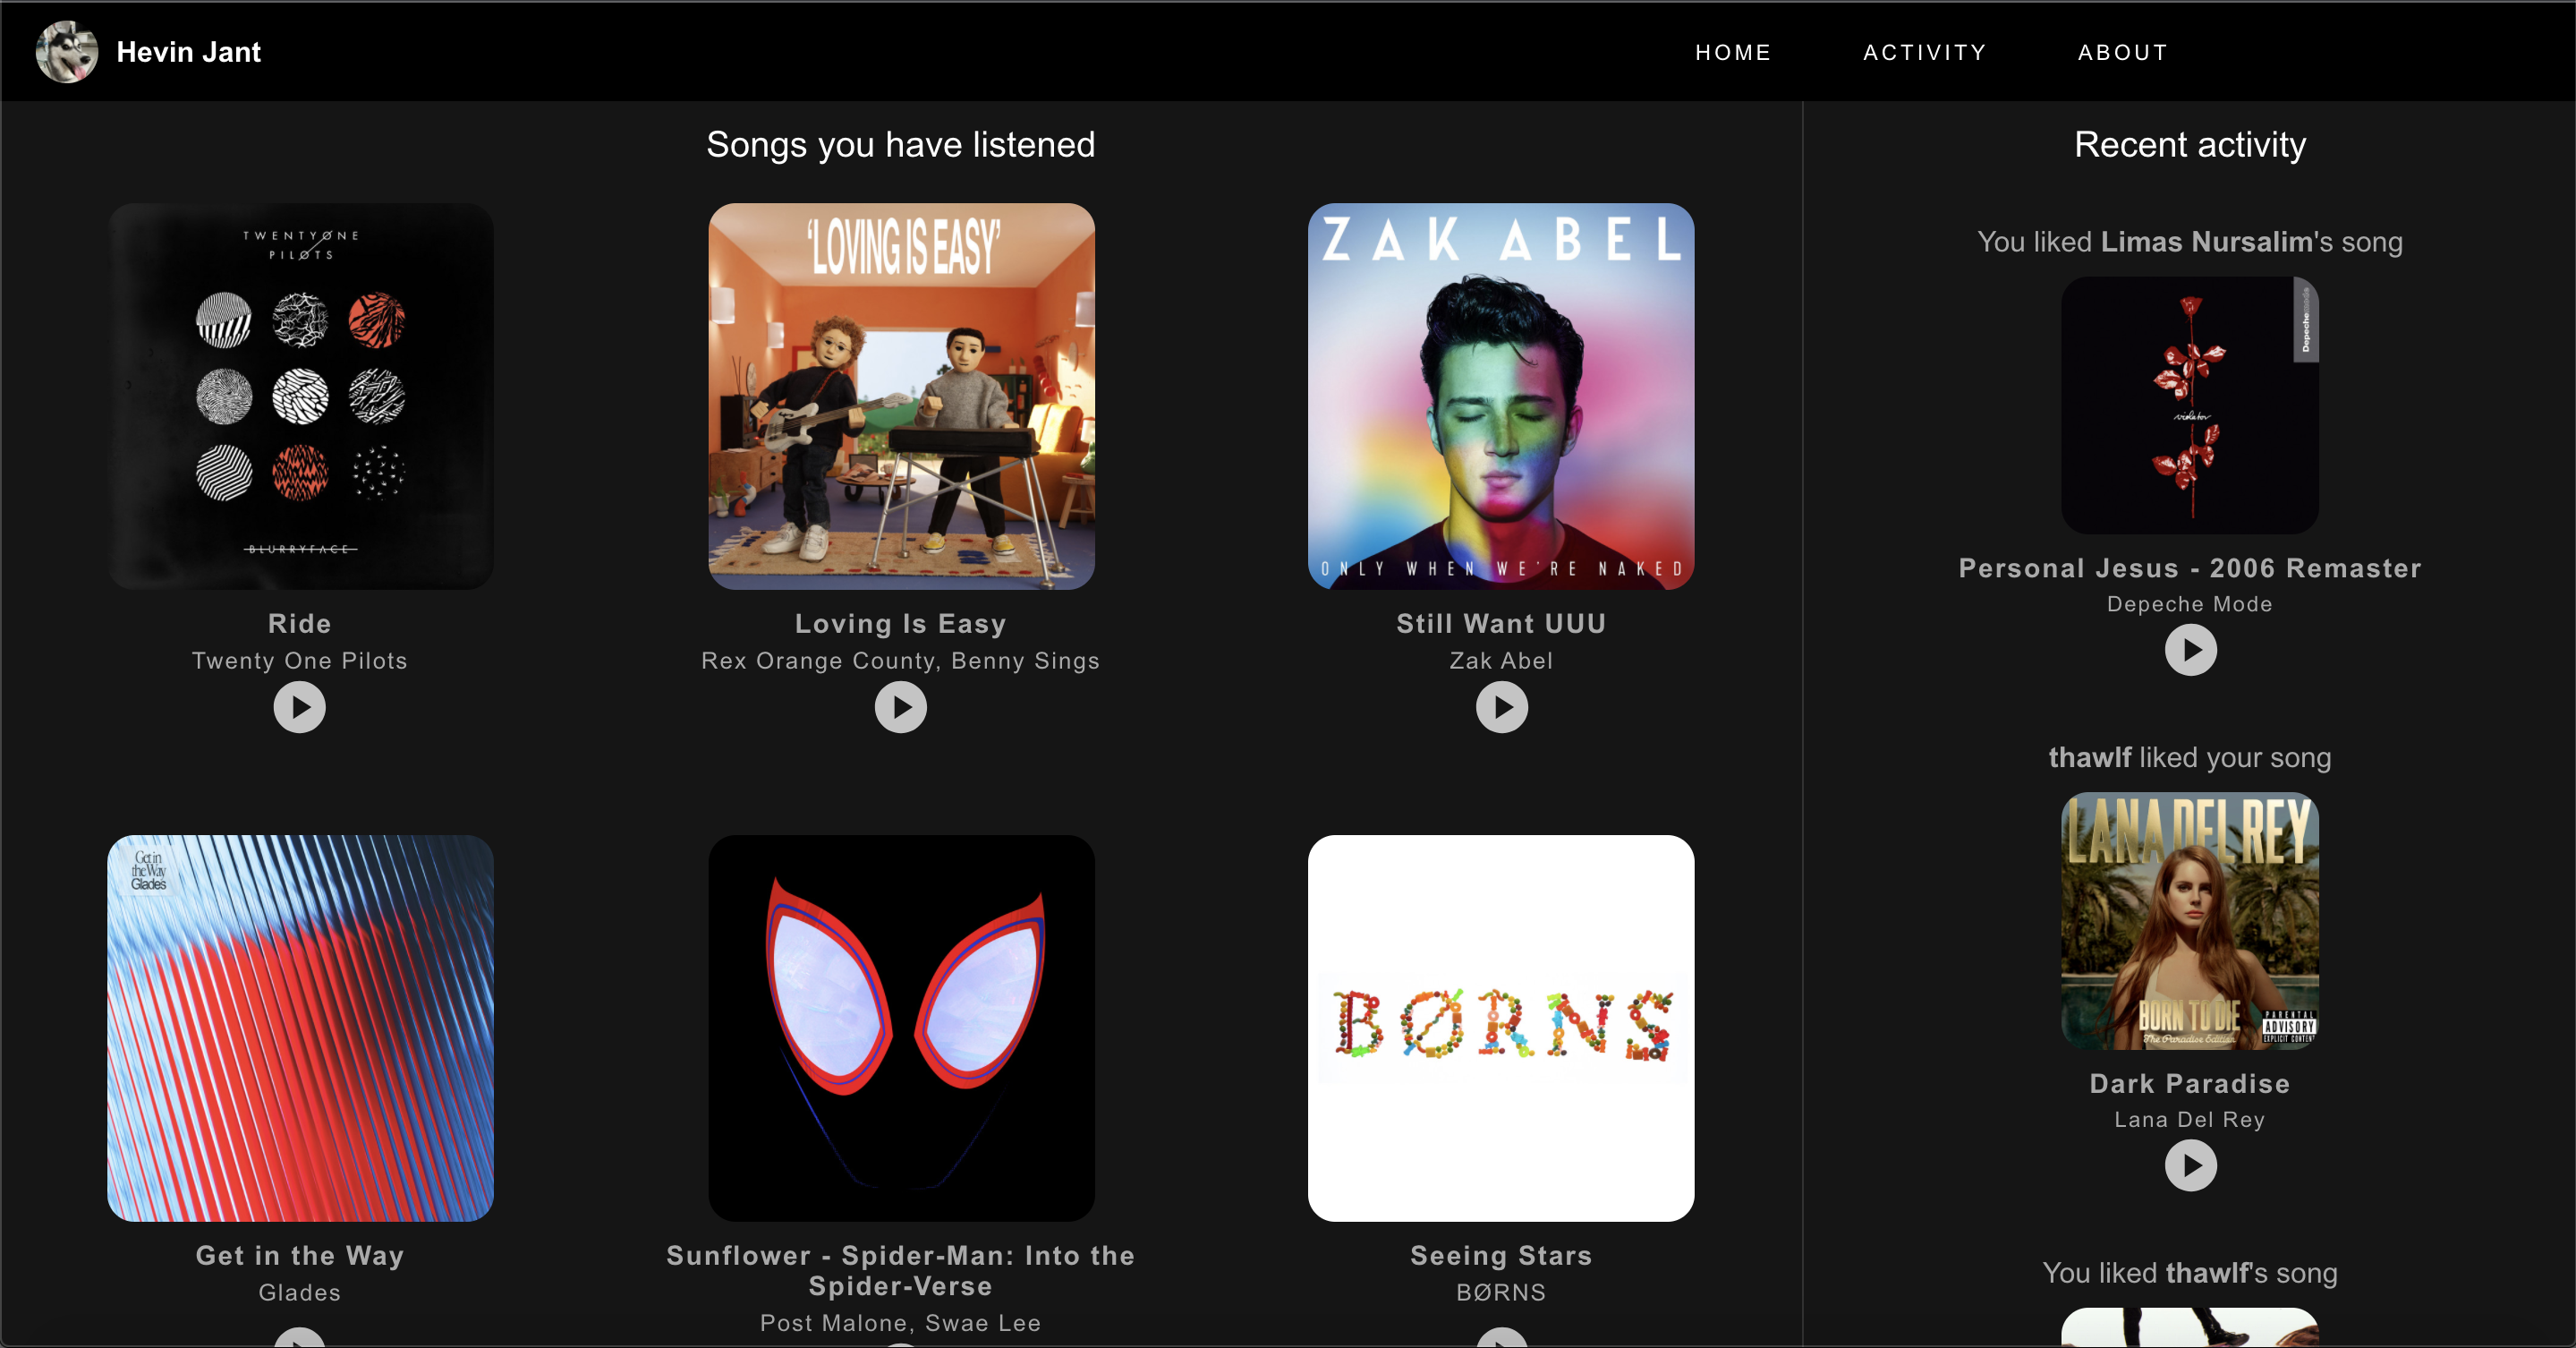 Hevin Jant
HOME
ACTIVITY
ABOUT
Songs you have listened
TWENTY ØNE
PILØTS
BLURRYFACE
Ride
Twenty One Pilots
'LOVING IS EASY'
Loving Is Easy
Rex Orange County, Benny Sings
ZAK ABEL
ONLY WHEN WE'RE NAKED
Still Want UUU
Zak Abel
Get in
the Way
Glades
Get in the Way
Glades
Sunflower - Spider-Man: Into the
Spider-Verse
Post Malone, Swae Lee
BØRNS
Seeing Stars
BØRNS
Recent activity
You liked Limas Nursalim's song
Depeche Mode
violator
Personal Jesus - 2006 Remaster
Depeche Mode
thawlf liked your song
LANA DEL REY
BORN TO DIE
The Paradise Edition
PARENTAL
ADVISORY
EXPLICIT CONTENT
Dark Paradise
Lana Del Rey
You liked thawlf's song